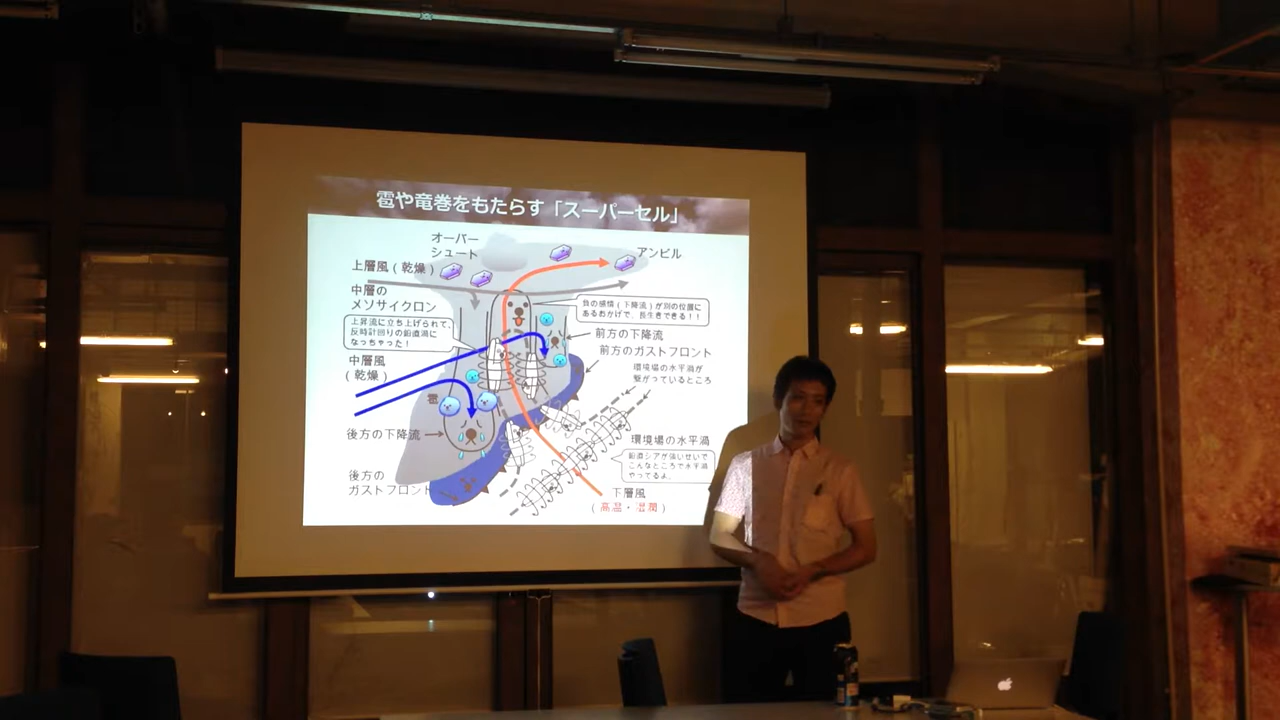 雹や竜巻をもたらす「スーパーセル」
オーバー
シュート
アンビル
上層風(乾燥)
中層の
メソサイクロン
上昇流に立ち上げられて、
反時計回りの鉛直渦に
なっちゃった!
負の感情(下降流)が別の位置に
あるおかげで、長生きできる!!
前方の下降流
前方のガストフロント
中層風
(乾燥)
環境場の水平渦が
繋がっているところ
雹
後方の下降流
環境場の水平渦
鉛直シアが強いせいで
こんなところで水平渦
やってるよ、
後方の
ガストフロント
下層風
(高温・湿潤)